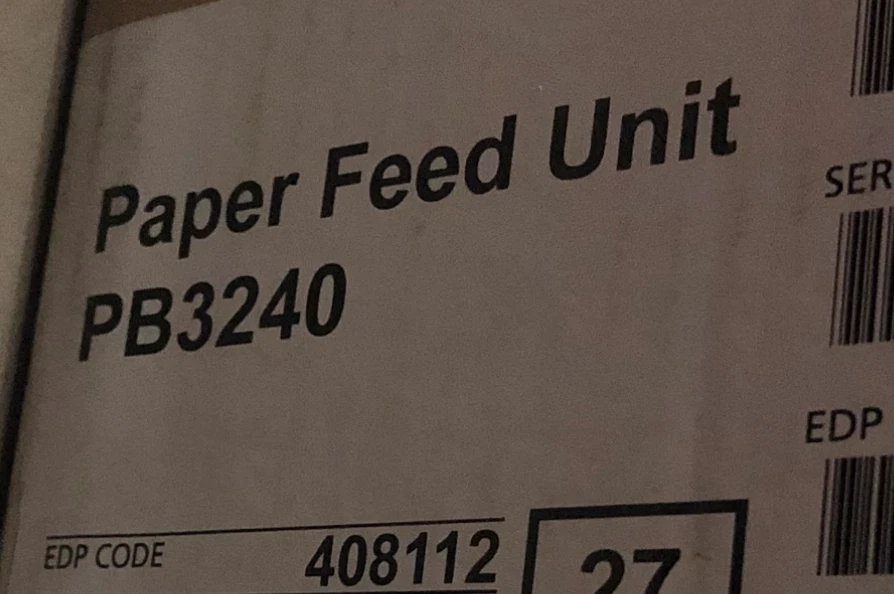 Paper Feed Unit
PB3240
SER
EDP
EDP CODE 408112
27